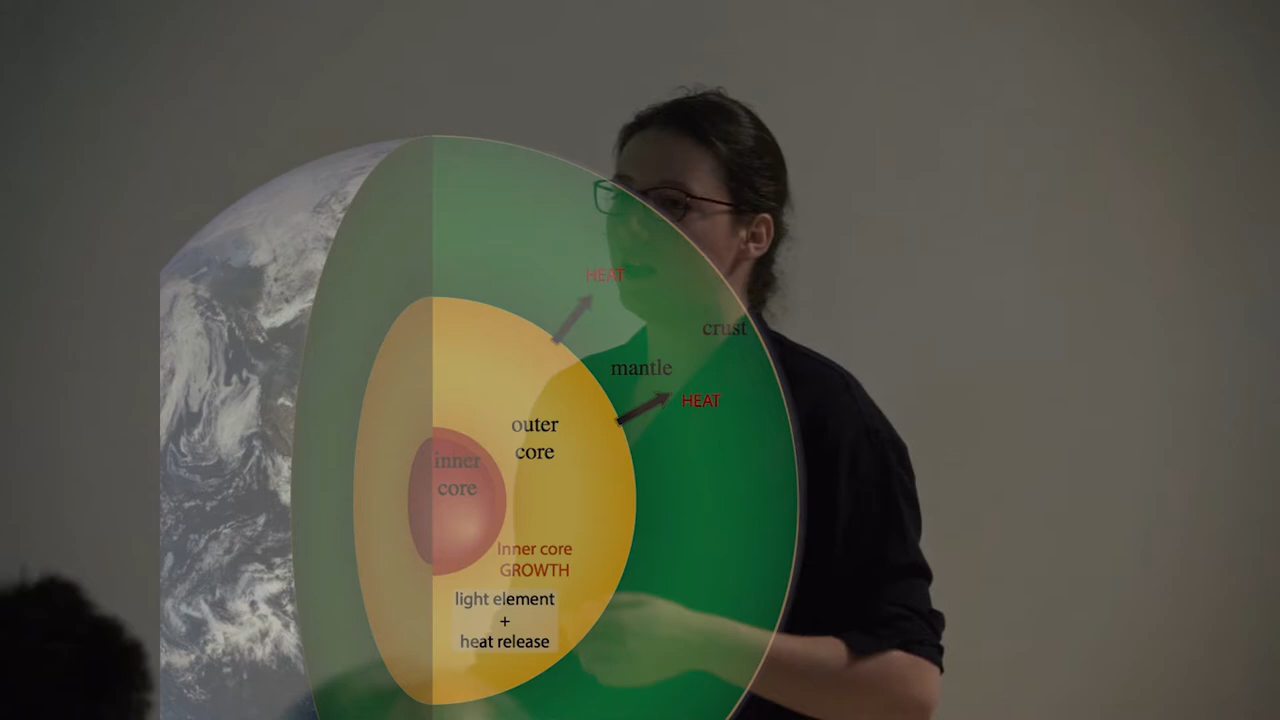 HEAT
crust
mantle
HEAT
outer
core
inner
core
Inner core
GROWTH
light element
+
heat release